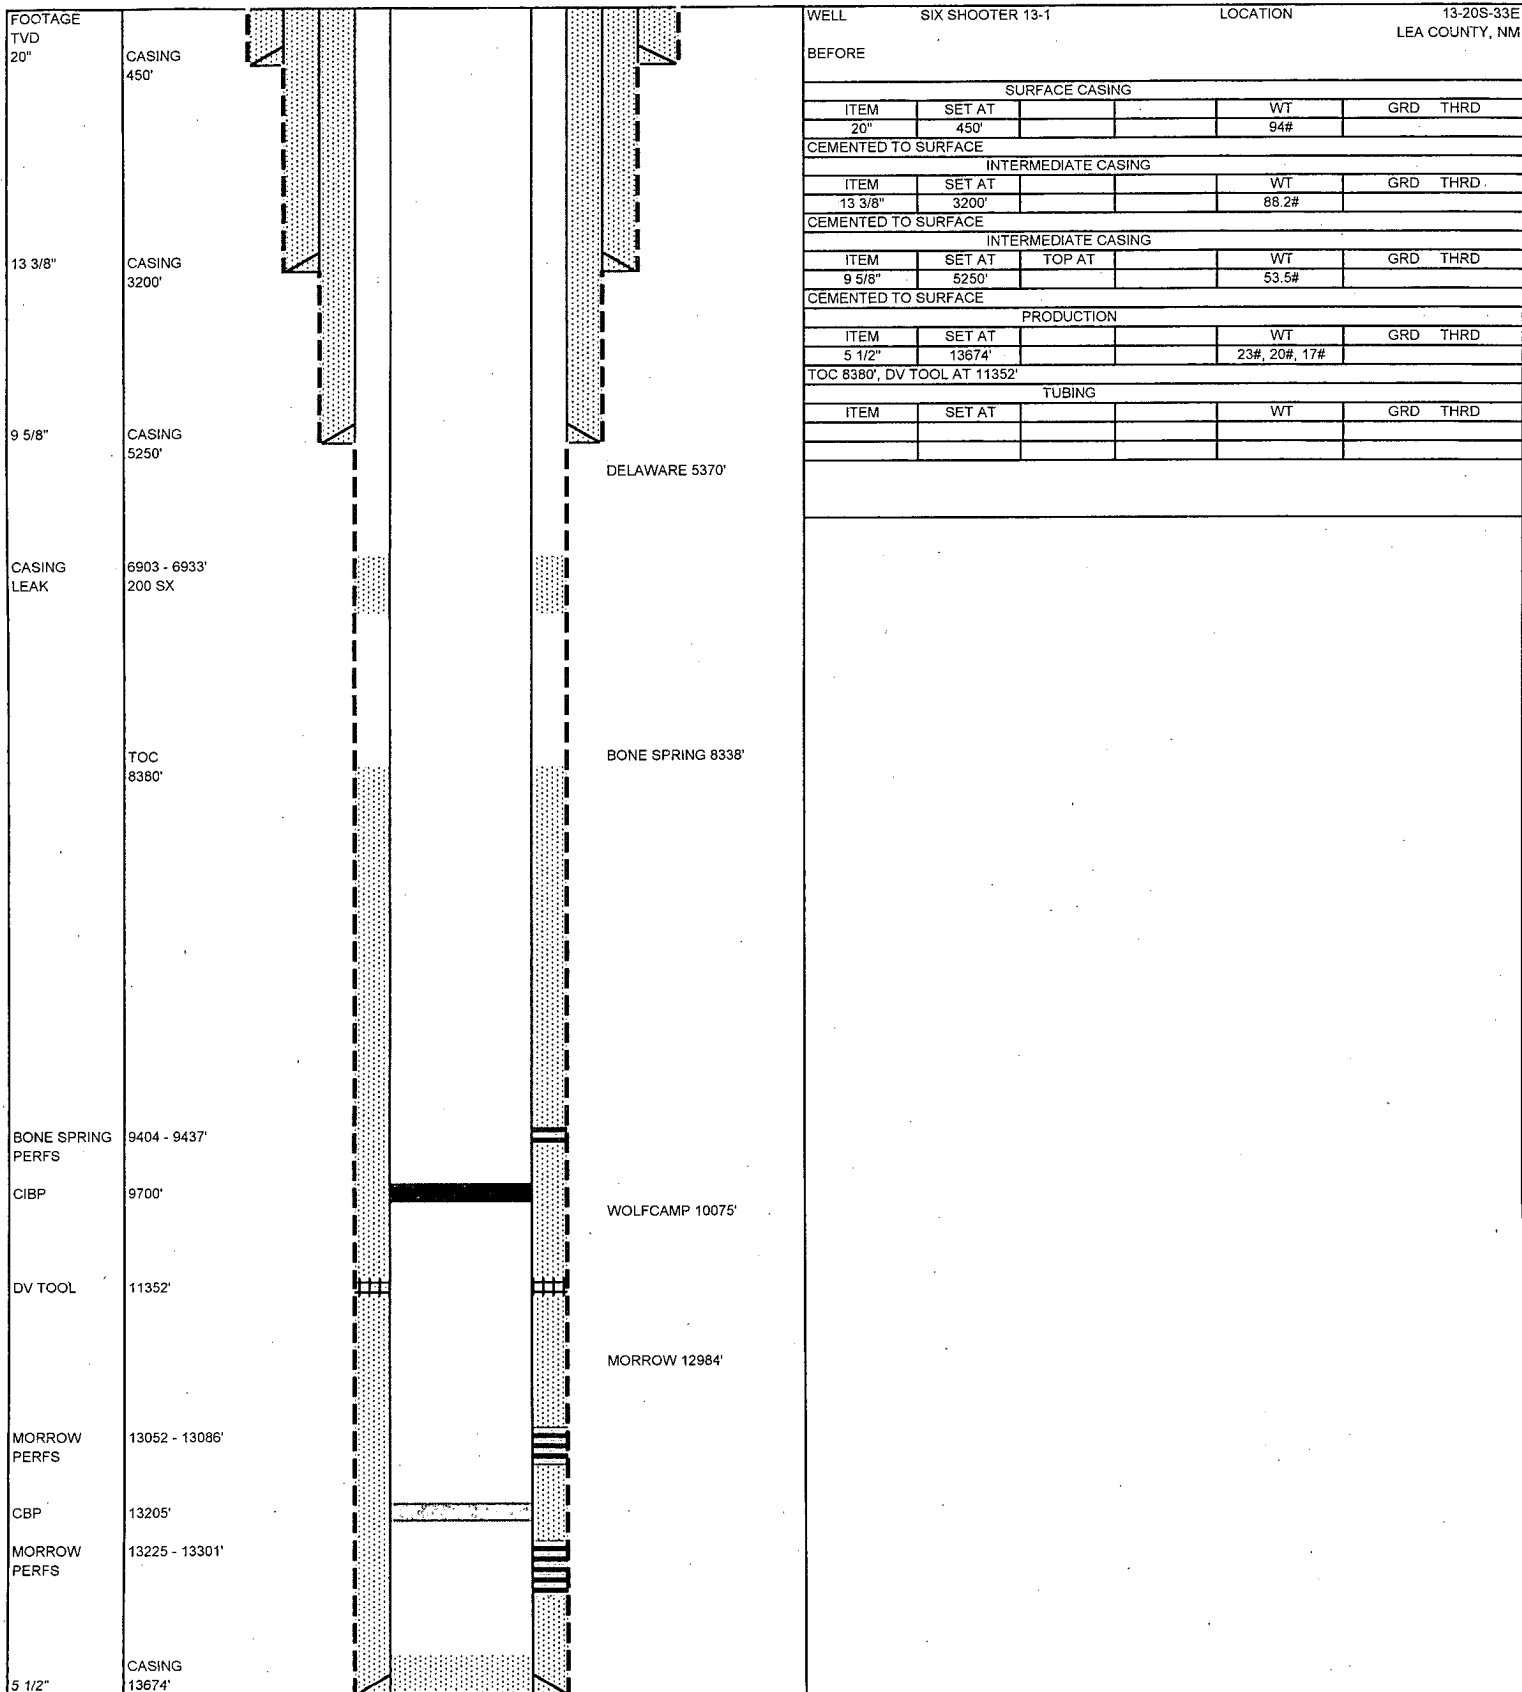 FOOTAGE
TVD
20"
CASING
450'
13 3/8"
CASING
3200'
9 5/8"
CASING
5250'
DELAWARE 5370'
CASING
LEAK
6903 - 6933'
200 SX
TOC
8380'
BONE SPRING 8338'
BONE SPRING
PERFS
9404 - 9437'
CIBP
9700'
WOLFCAMP 10075'
DV TOOL
11352'
MORROW 12984'
MORROW
PERFS
13052 - 13086'
CBP
13205'
MORROW
PERFS
13225 - 13301'
CASING
5 1/2"
13674'
WELL SIX SHOOTER 13-1 LOCATION 13-20S-33E
LEA COUNTY, NM
BEFORE
SURFACE CASING
ITEM SET AT WT GRD THRD
20" 450' 94#
CEMENTED TO SURFACE
INTERMEDIATE CASING
ITEM SET AT WT GRD THRD
13 3/8" 3200' 88.2#
CEMENTED TO SURFACE
INTERMEDIATE CASING
ITEM SET AT TOP AT WT GRD THRD
9 5/8" 5250' 53.5#
CEMENTED TO SURFACE
PRODUCTION
ITEM SET AT WT GRD THRD
5 1/2" 13674' 23#, 20#, 17#
TOC 8380', DV TOOL AT 11352'
TUBING
ITEM SET AT WT GRD THRD